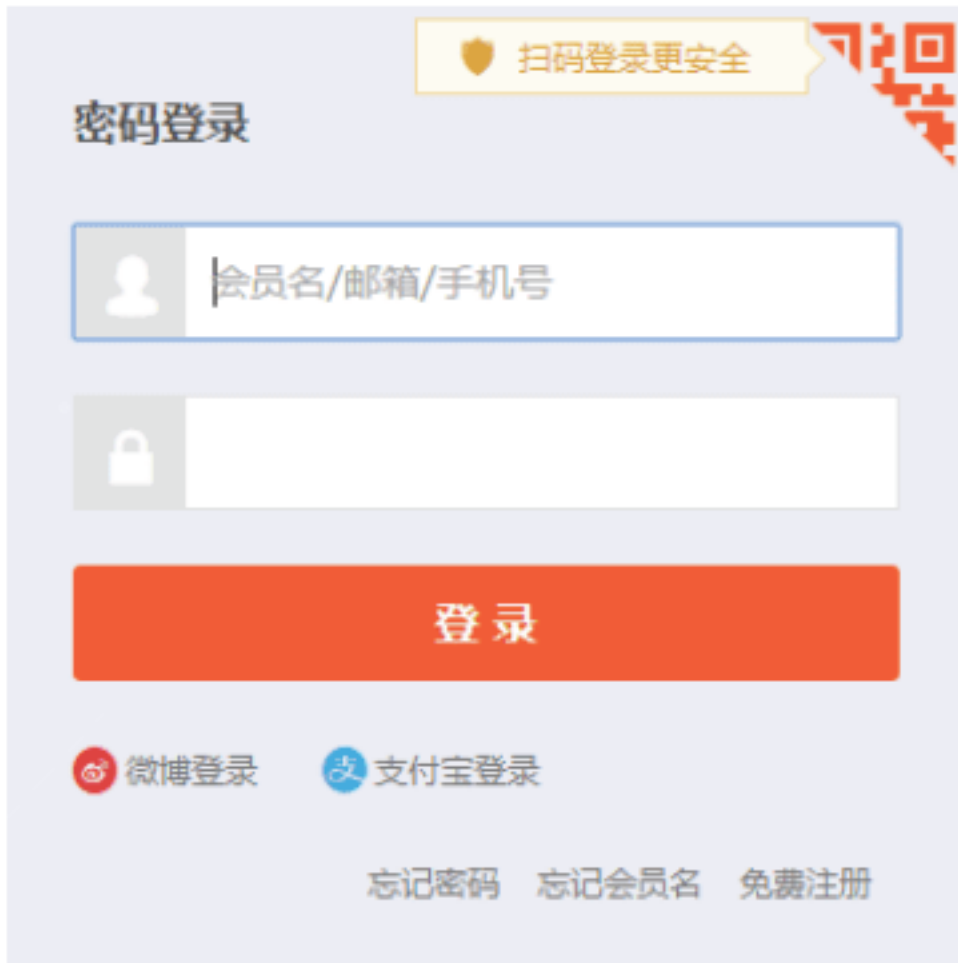 扫码登录更安全
密码登录
会员名/邮箱/手机号
登录
微博登录 支付宝登录
忘记密码 忘记会员名 免费注册